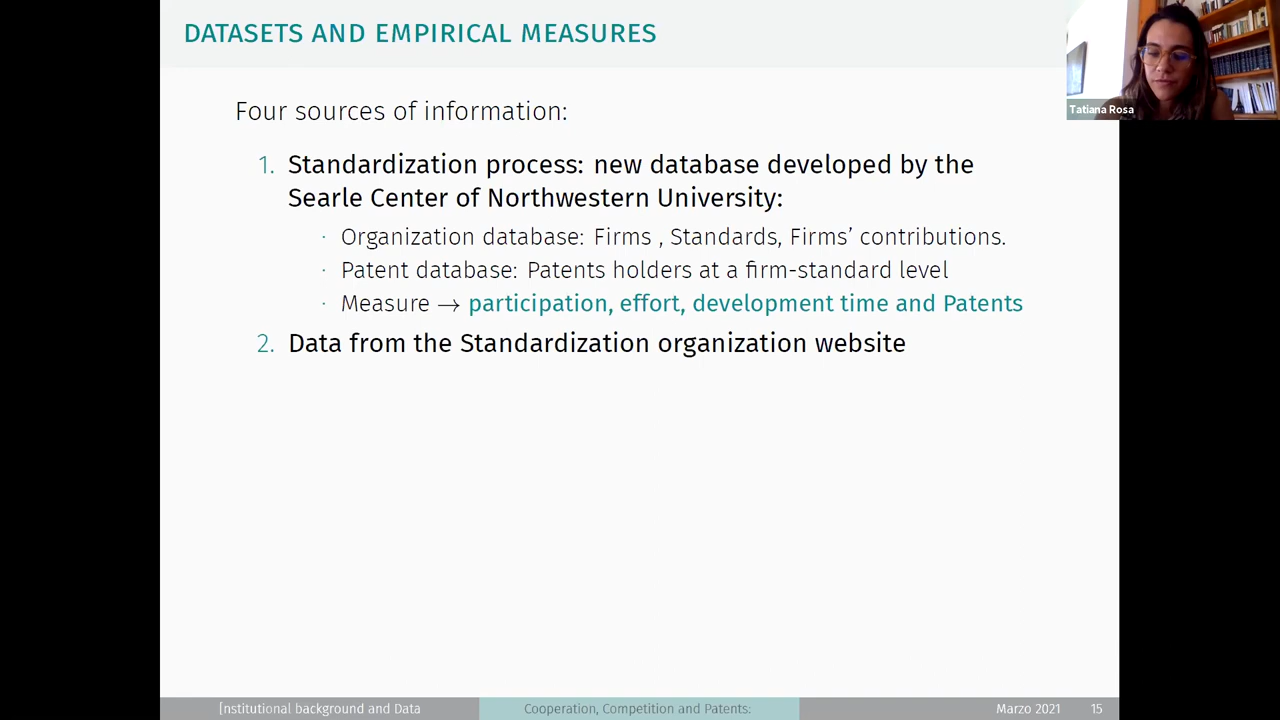 DATASETS AND EMPIRICAL MEASURES
Tatiana Rosa
Four sources of information:
1. Standardization process: new database developed by the
Searle Center of Northwestern University:
· Organization database: Firms , Standards, Firms’ contributions.
· Patent database: Patents holders at a firm-standard level
· Measure → participation, effort, development time and Patents
2. Data from the Standardization organization website
[nstitutional background and Data
Cooperation, Competition and Patents:
Marzo 2021 15